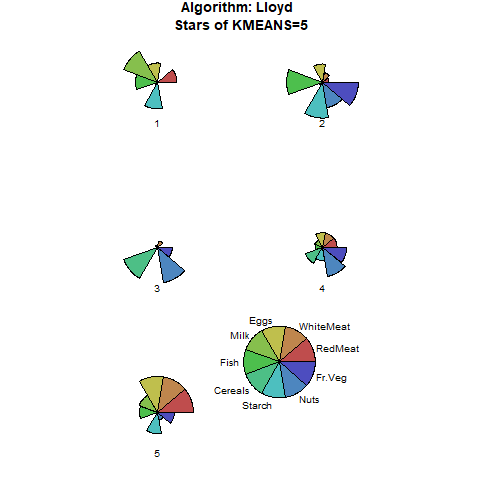 Algorithm: Lloyd
Stars of KMEANS=5
1
2
3
4
Eggs
WhiteMeat
Milk
RedMeat
Fish
Fr.Veg
Cereals
Nuts
Starch
5